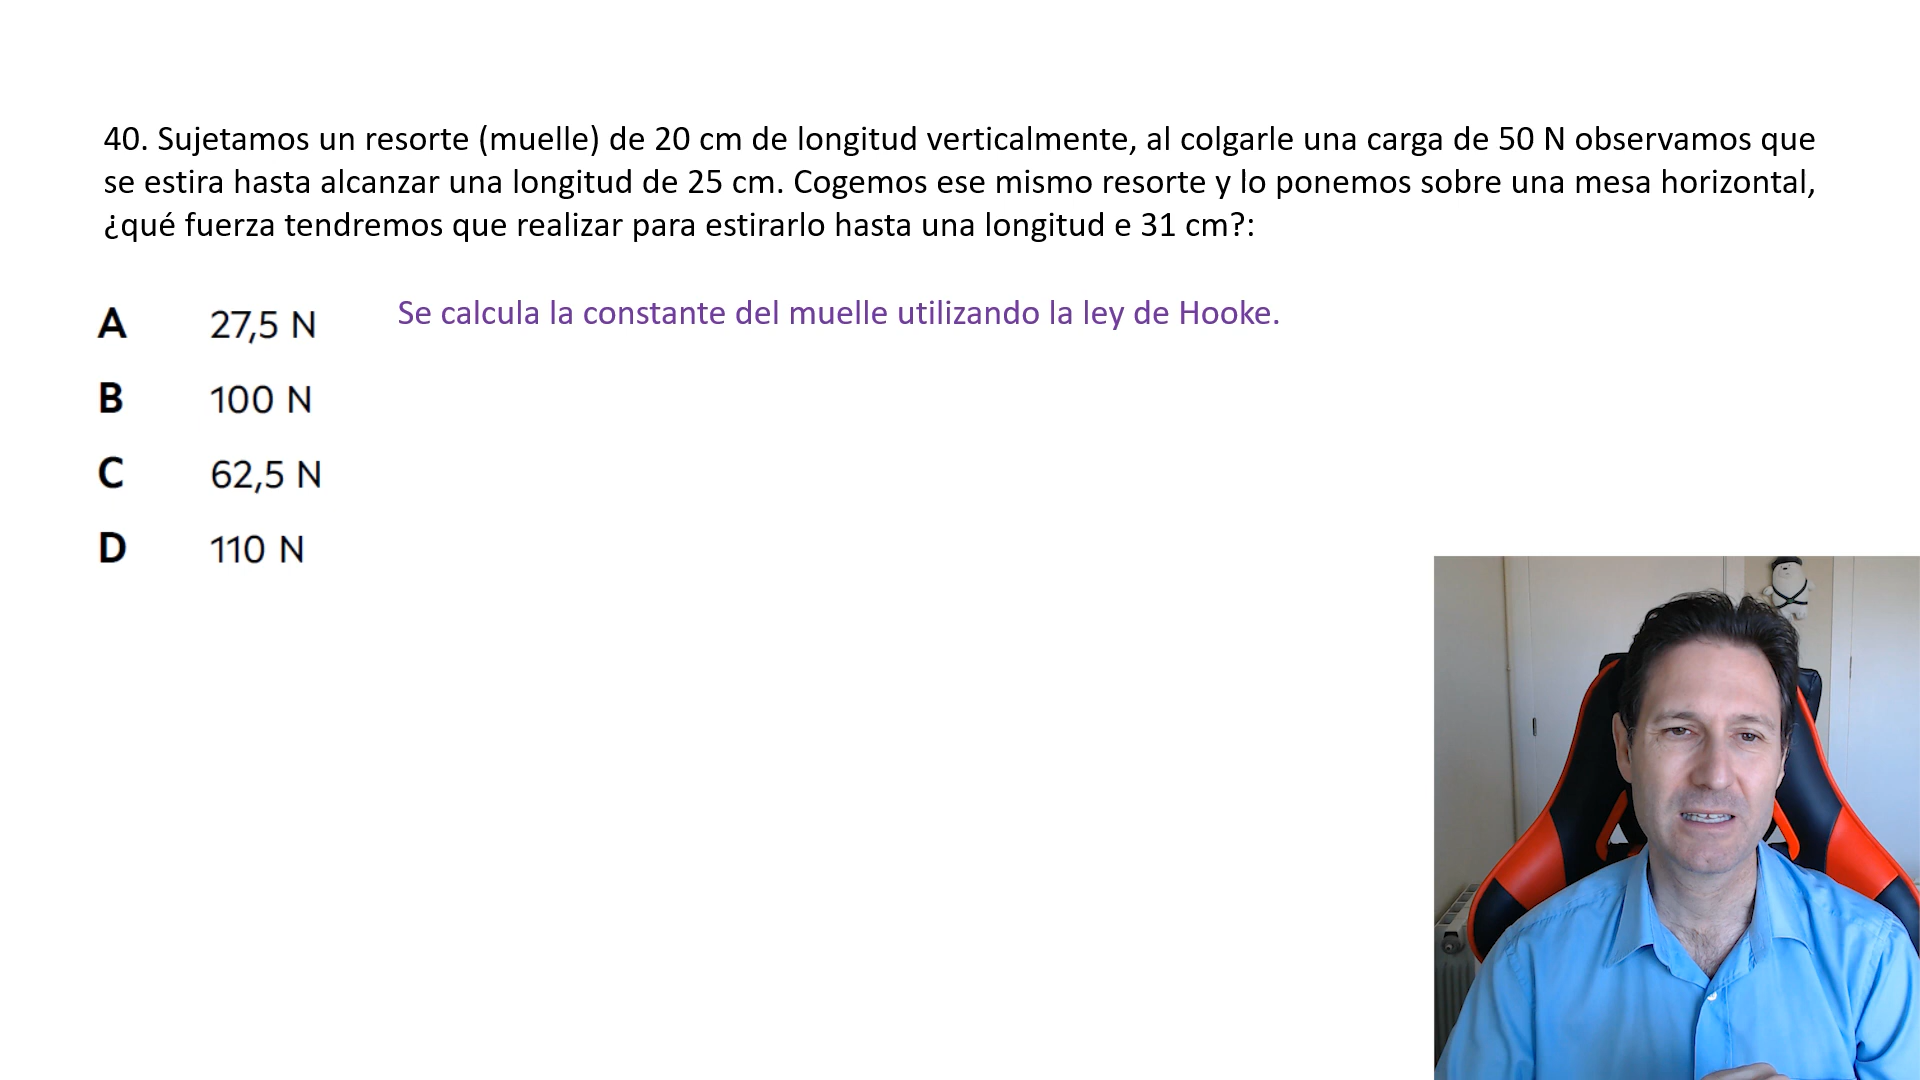 40. Sujetamos un resorte (muelle) de 20 cm de longitud verticalmente, al colgarle una carga de 50 N observamos que
se estira hasta alcanzar una longitud de 25 cm. Cogemos ese mismo resorte y lo ponemos sobre una mesa horizontal,
¿qué fuerza tendremos que realizar para estirarlo hasta una longitud e 31 cm?:
A 27,5 N
Se calcula la constante del muelle utilizando la ley de Hooke.
B 100 N
C 62,5 N
D 110 N